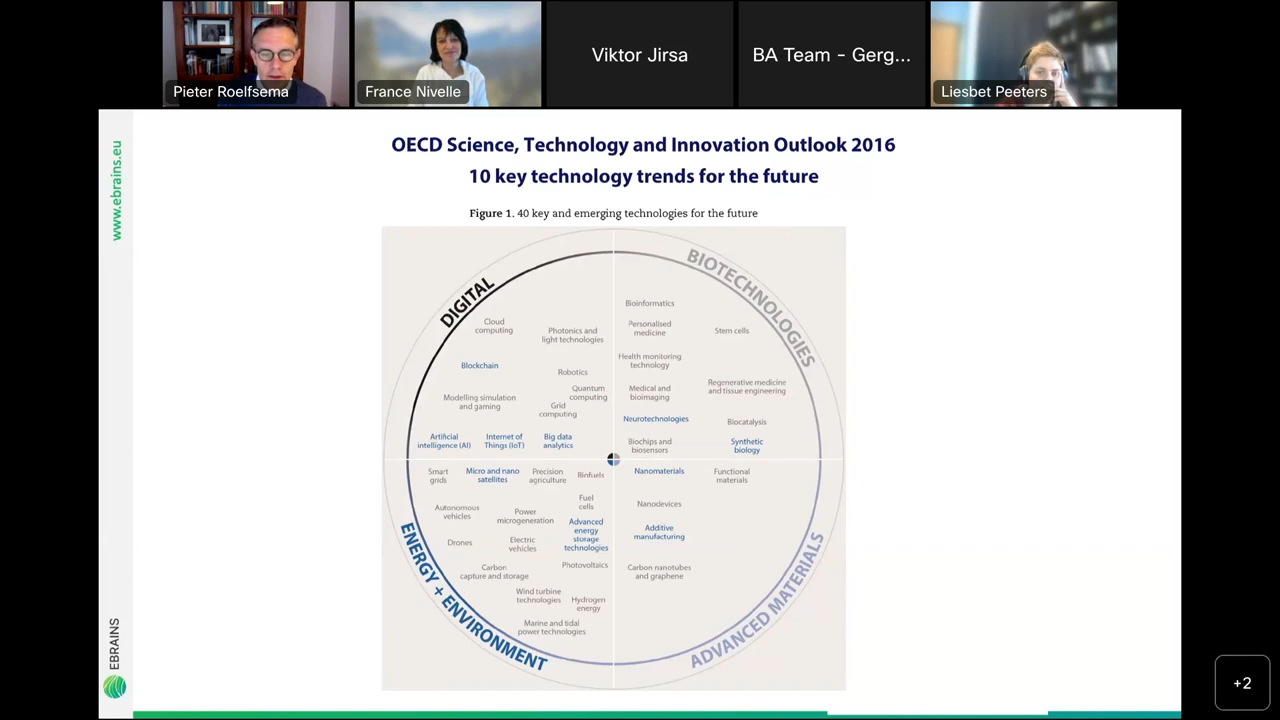 Pieter Roelfsema
France Nivelle
Viktor Jirsa
BA Team - Gerg...
Liesbet Peeters
www.ebrains.eu
EBRAINS
OECD Science, Technology and Innovation Outlook 2016
10 key technology trends for the future
Figure 1. 40 key and emerging technologies for the future
DIGITAL
Cloud
computing
Photonics and
light technologies
Blockchain
Robotics
Quantum
computing
Modelling simulation
and gaming
Grid
computing
Artificial
intelligence (AI)
Internet of
Things (IoT)
Big data
analytics
BIOTECHNOLOGIES
Bioinformatics
Personalised
medicine
Stem cells
Health monitoring
technology
Medical and
bioimaging
Regenerative medicine
and tissue engineering
Neurotechnologies
Biocatalysis
Biochips and
biosensors
Synthetic
biology
Smart
grids
Micro and nano
satellites
Precision
agriculture
Biofuels
Fuel
cells
Autonomous
vehicles
Power
microgeneration
Advanced
energy
storage
technologies
Drones
Electric
vehicles
Carbon
capture and storage
Photovoltaics
Wind turbine
technologies
Hydrogen
energy
Marine and tidal
power technologies
ENERGY + ENVIRONMENT
Nanomaterials
Functional
materials
Nanodevices
Additive
manufacturing
Carbon nanotubes
and graphene
ADVANCED MATERIALS
+2